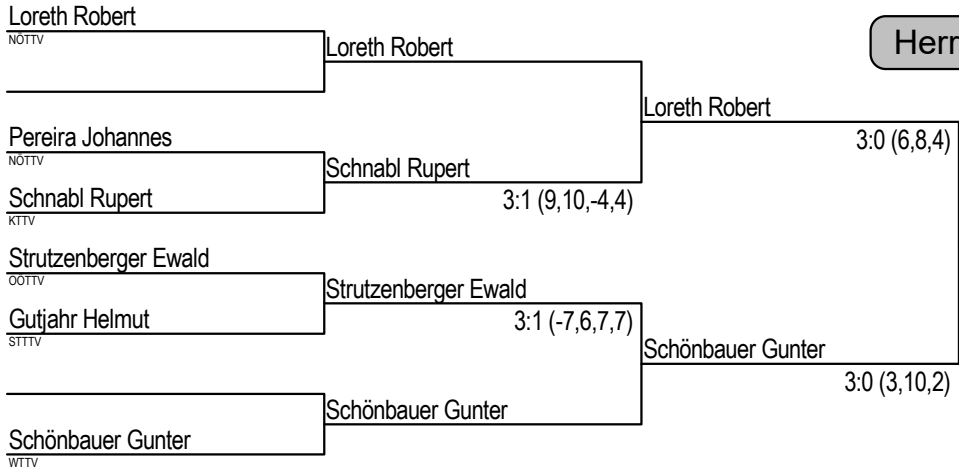 Loreth Robert
NÖTTV
Loreth Robert
Herr
Loreth Robert
3:0 (6,8,4)
Pereira Johannes
NÖTTV
Schnabl Rupert
3:1 (9,10,-4,4)
Schnabl Rupert
KTTV
Strutzenberger Ewald
OÖTTV
Strutzenberger Ewald
3:1 (-7,6,7,7)
Gutjahr Helmut
STTTV
Schönbauer Gunter
3:0 (3,10,2)
Schönbauer Gunter
Schönbauer Gunter
WTTV